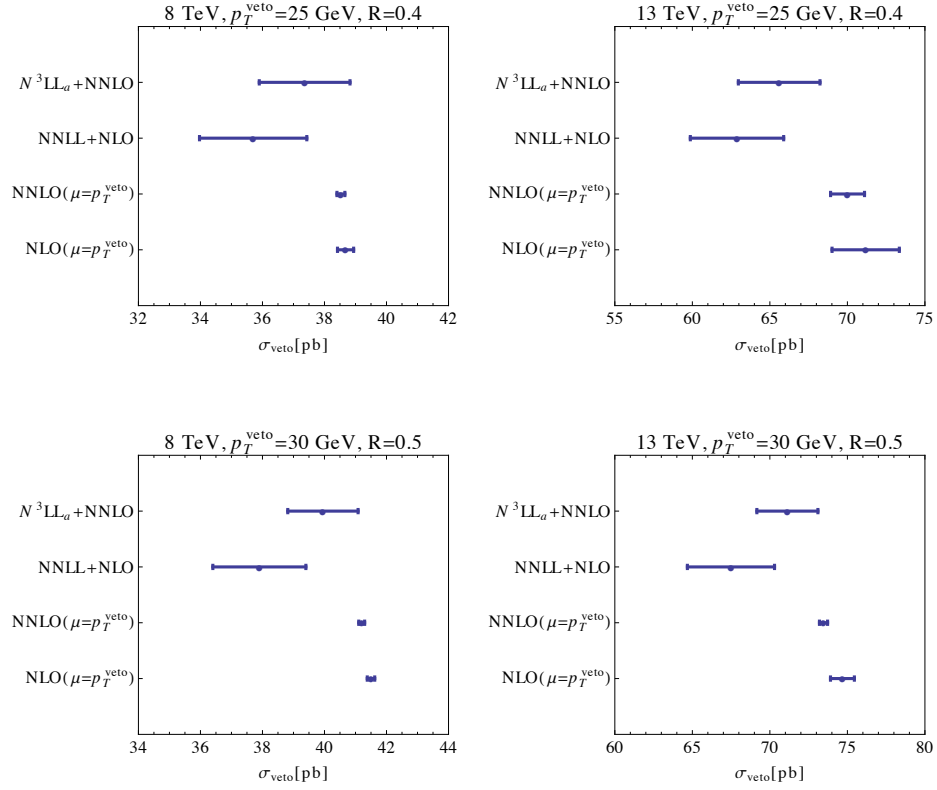 8 TeV, p_T^veto=25 GeV, R=0.4
N^3LL_a+NNLO
NNLL+NLO
NNLO(μ=p_T^veto)
NLO(μ=p_T^veto)
32 34 36 38 40 42
σ_veto[pb]
13 TeV, p_T^veto=25 GeV, R=0.4
N^3LL_a+NNLO
NNLL+NLO
NNLO(μ=p_T^veto)
NLO(μ=p_T^veto)
55 60 65 70 75
σ_veto[pb]
8 TeV, p_T^veto=30 GeV, R=0.5
N^3LL_a+NNLO
NNLL+NLO
NNLO(μ=p_T^veto)
NLO(μ=p_T^veto)
34 36 38 40 42 44
σ_veto[pb]
13 TeV, p_T^veto=30 GeV, R=0.5
N^3LL_a+NNLO
NNLL+NLO
NNLO(μ=p_T^veto)
NLO(μ=p_T^veto)
60 65 70 75 80
σ_veto[pb]